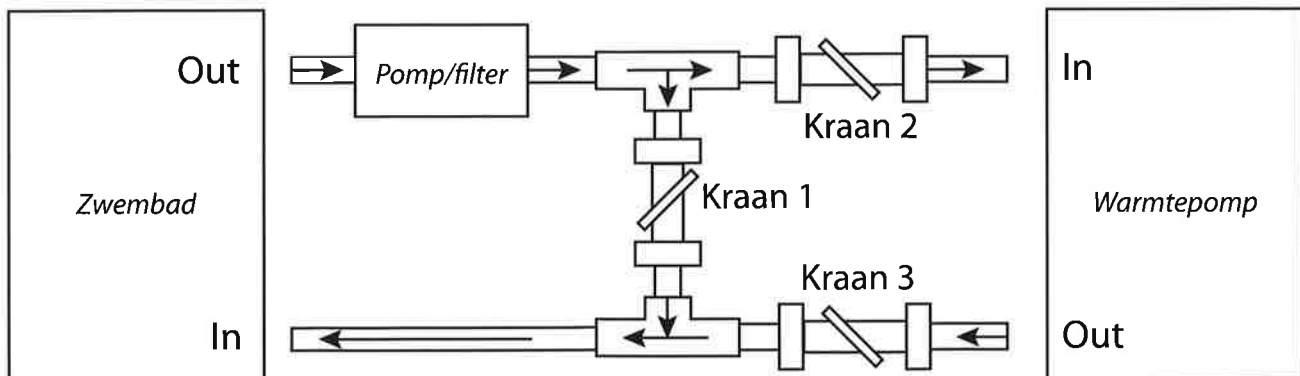 Out
Pomp/filter
In
Kraan 2
Zwembad
Kraan 1
Warmtepomp
Kraan 3
In
Out